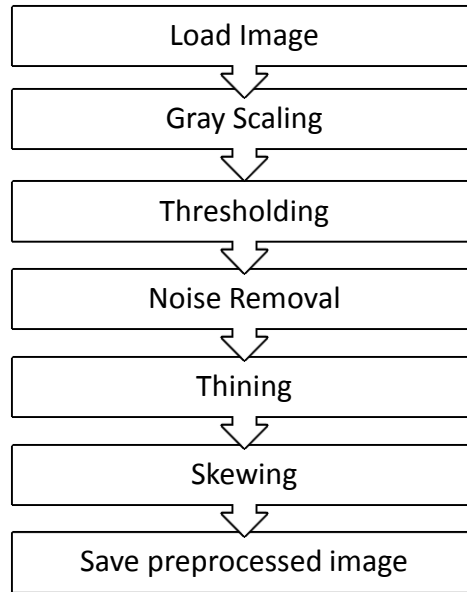 Load Image
Gray Scaling
Thresholding
Noise Removal
Thining
Skewing
Save preprocessed image